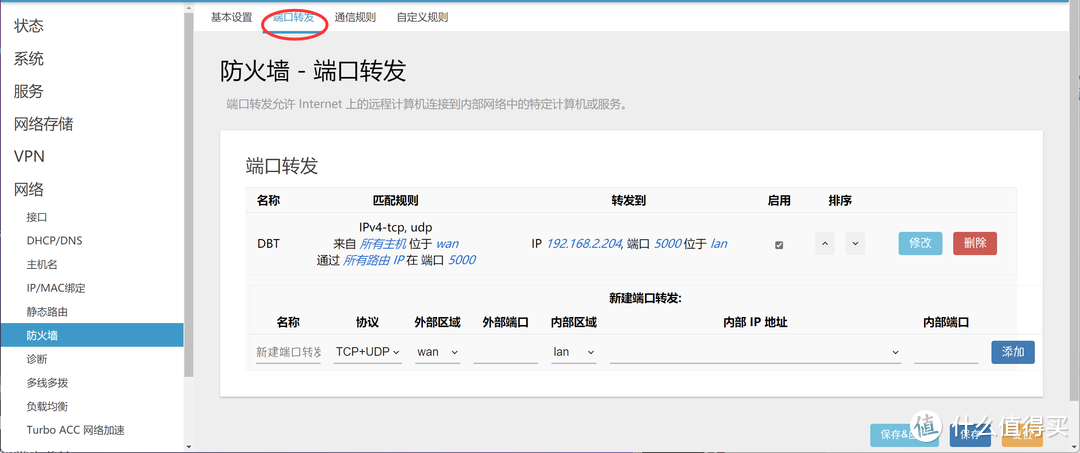 状态
系统
服务
网络存储
VPN
网络
接口
DHCP/DNS
主机名
IP/MAC绑定
静态路由
防火墙
诊断
多线多拨
负载均衡
Turbo ACC 网络加速
基本设置 端口转发 通信规则 自定义规则
防火墙 - 端口转发
端口转发允许 Internet 上的远程计算机连接到内部网络中的特定计算机或服务。
端口转发
名称 匹配规则 转发到 启用 排序
IPv4-tcp, udp
DBT 来自 所有主机 位于 wan IP 192.168.2.204, 端口 5000 位于 lan 修改 删除
通过 所有路由 IP 在 端口 5000
新建端口转发:
名称 协议 外部区域 外部端口 内部区域 内部 IP 地址 内部端口
新建端口转发 TCP+UDP wan lan 添加
保存& 保存
值 什么值得买